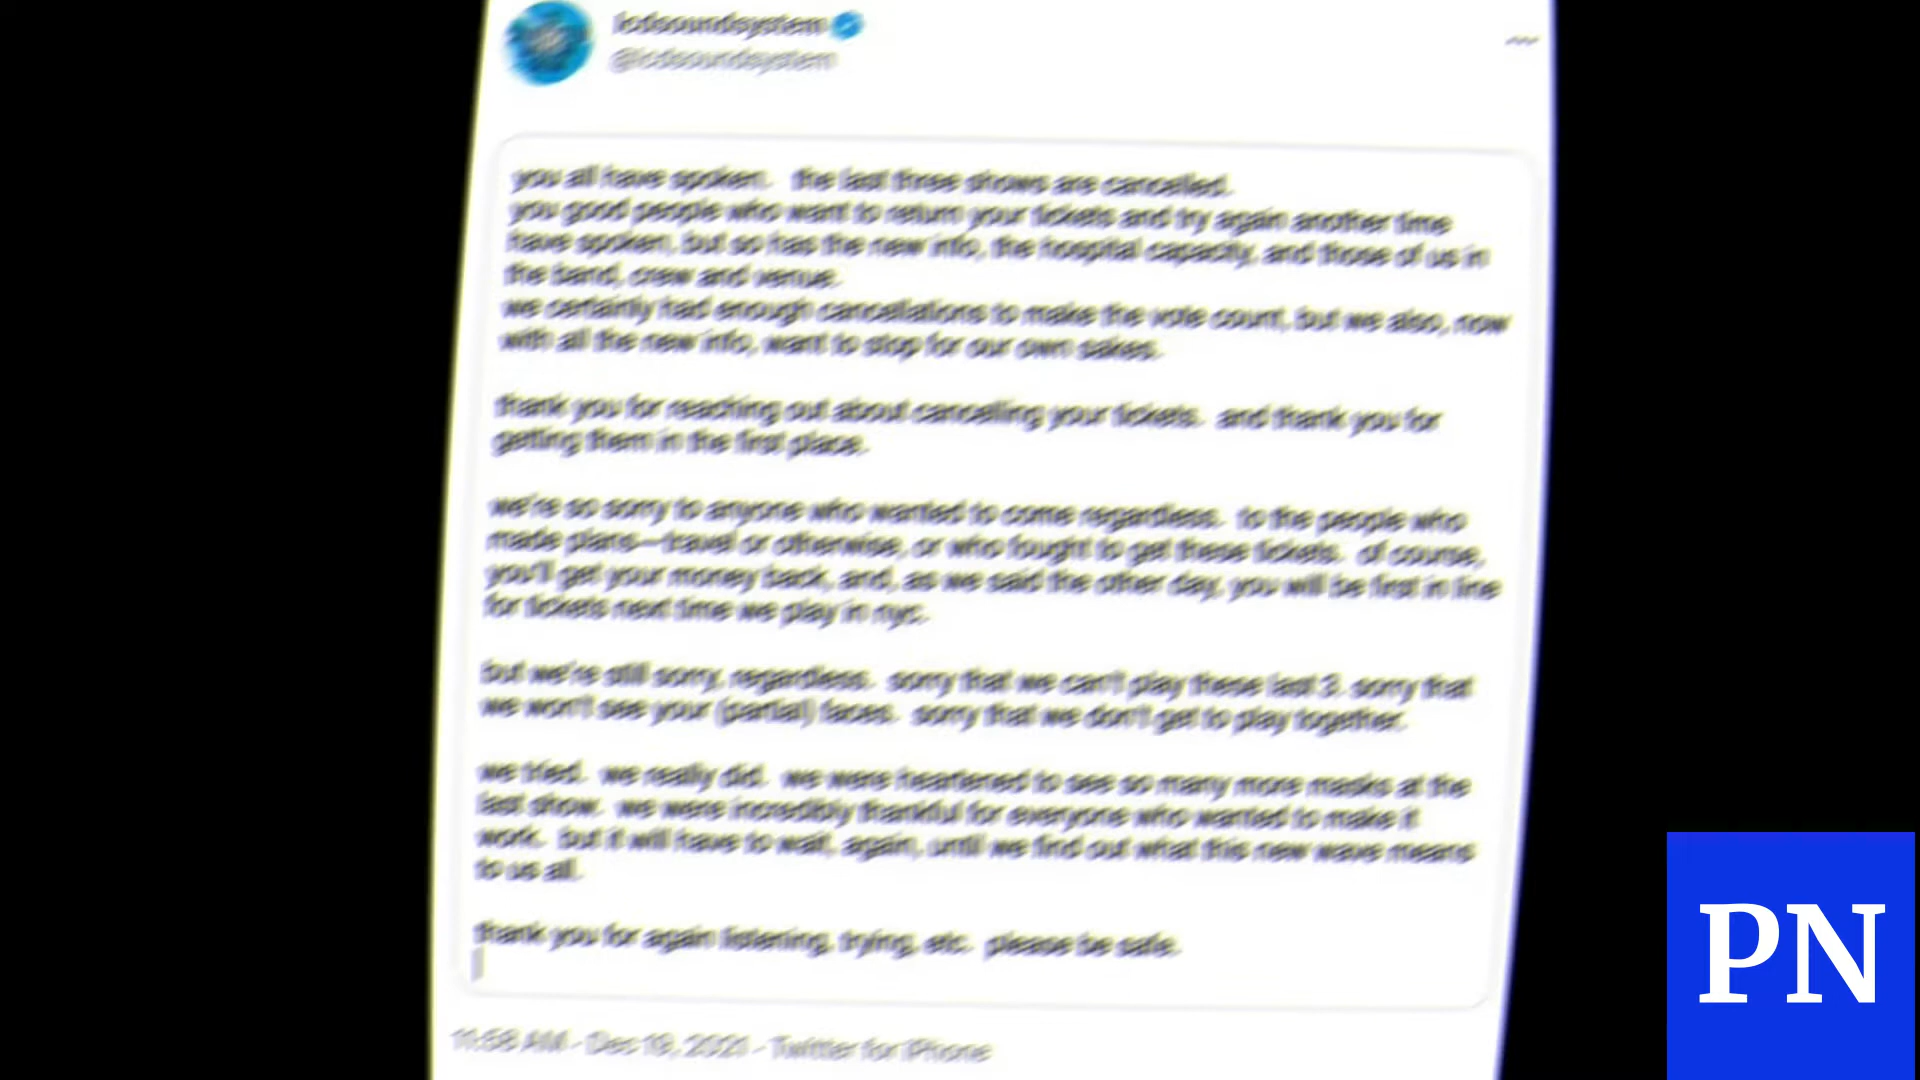 lcdsoundsystem
@lcdsoundsystem
you all have spoken. the last three shows are cancelled.
you good people who want to return your tickets and try again another time
have spoken, but so has the new info, the hospital capacity, and those of us in
the band, crew and venue.
we certainly had enough cancellations to make the vote count, but we also, now
with all the new info, want to stop for our own sakes.
thank you for reaching out about cancelling your tickets. and thank you for
getting them in the first place.
we're so sorry to anyone who wanted to come regardless. to the people who
made plans—travel or otherwise, or who fought to get these tickets. of course,
you'll get your money back, and, as we said the other day, you will be first in line
for tickets next time we play in nyc.
but we're still sorry, regardless. sorry that we can't play these last 3. sorry that
we won't see your (partial) faces. sorry that we don't get to play together.
we tried. we really did. we were heartened to see so many more masks at the
last show. we were incredibly thankful for everyone who wanted to make it
work. but it will have to wait, again, until we find out what this new wave means
to us all.
thank you for again listening, trying, etc. please be safe.
11:58 AM · Dec 19, 2021 · Twitter for iPhone
PN